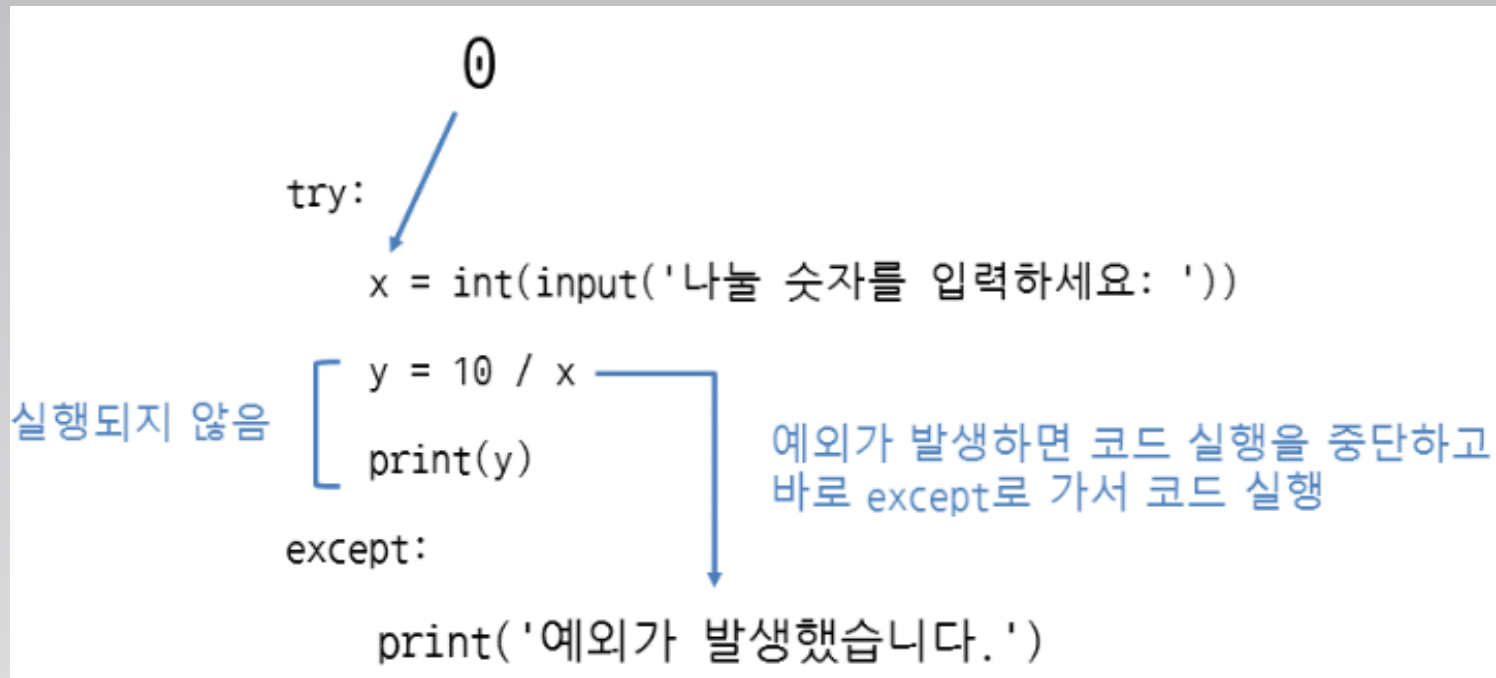 0
try:
x = int(input('나눌 숫자를 입력하세요: '))
y = 10 / x
실행되지 않음
print(y)
예외가 발생하면 코드 실행을 중단하고
바로 except로 가서 코드 실행
except:
print('예외가 발생했습니다.')